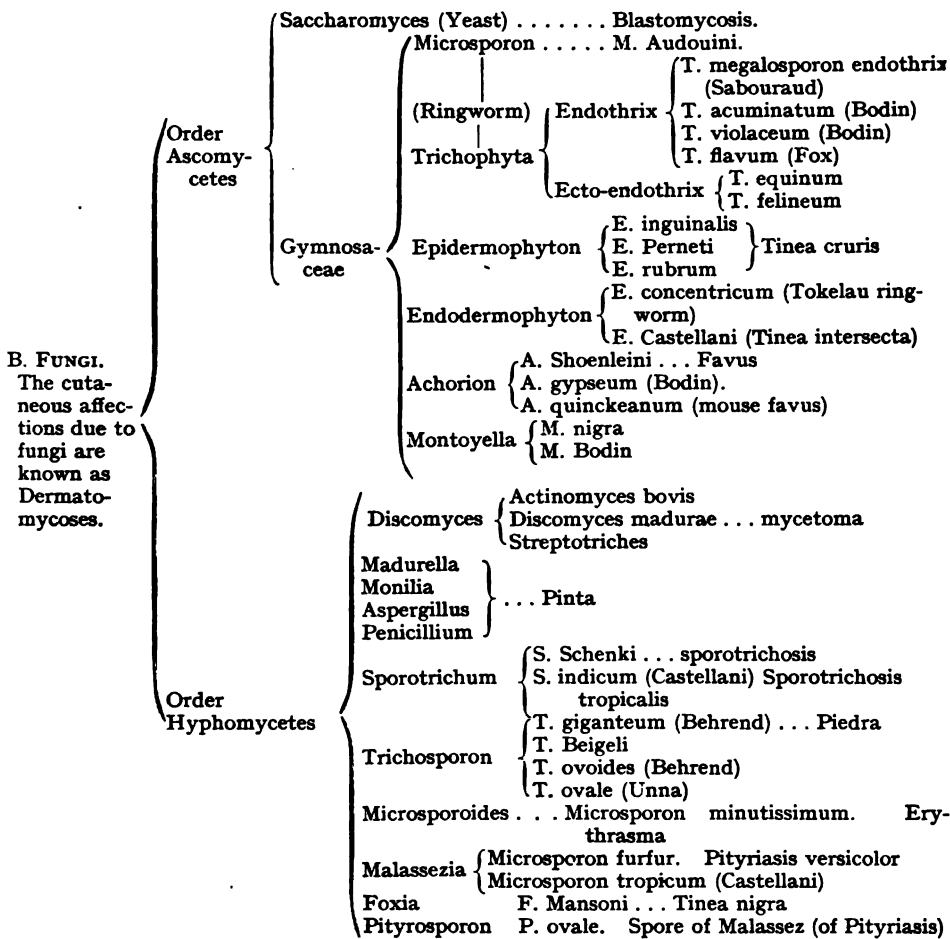 Saccharomyces (Yeast) . . . . . . . Blastomycosis.
Microsporon . . . . . M. Audouini.
T. megalosporon endothrix
(Sabouraud)
(Ringworm)
Endothrix
T. acuminatum (Bodin)
Order
Ascomy-
cetes
T. violaceum (Bodin)
Trichophyta
T. flavum (Fox)
Ecto-endothrix
T. equinum
T. felineum
Gymnosa-
ceae
Epidermophyton
E. inguinalis
E. Perneti
E. rubrum
Tinea cruris
Endodermophyton
E. concentricum (Tokelau ring-
worm)
E. Castellani (Tinea intersecta)
B. FUNGI.
The cuta-
neous affec-
tions due to
fungi are
known as
Dermato-
mycoses.
Achorion
A. Shoenleini . . . Favus
A. gypseum (Bodin).
A. quinckeanum (mouse favus)
Montoyella
M. nigra
M. Bodin
Discomyces
Actinomyces bovis
Discomyces madurae . . . mycetoma
Streptotriches
Madurella
Monilia
Aspergillus
Penicillium
. . . Pinta
Order
Hyphomycetes
Sporotrichum
S. Schenki . . . sporotrichosis
S. indicum (Castellani) Sporotrichosis
tropicalis
Trichosporon
T. giganteum (Behrend) . . . Piedra
T. Beigeli
T. ovoides (Behrend)
T. ovale (Unna)
Microsporoides . . . Microsporon minutissimum. Ery-
thrasma
Malassezia
Microsporon furfur. Pityriasis versicolor
Microsporon tropicum (Castellani)
Foxia F. Mansoni . . . Tinea nigra
Pityrosporon P. ovale. Spore of Malassez (of Pityriasis)